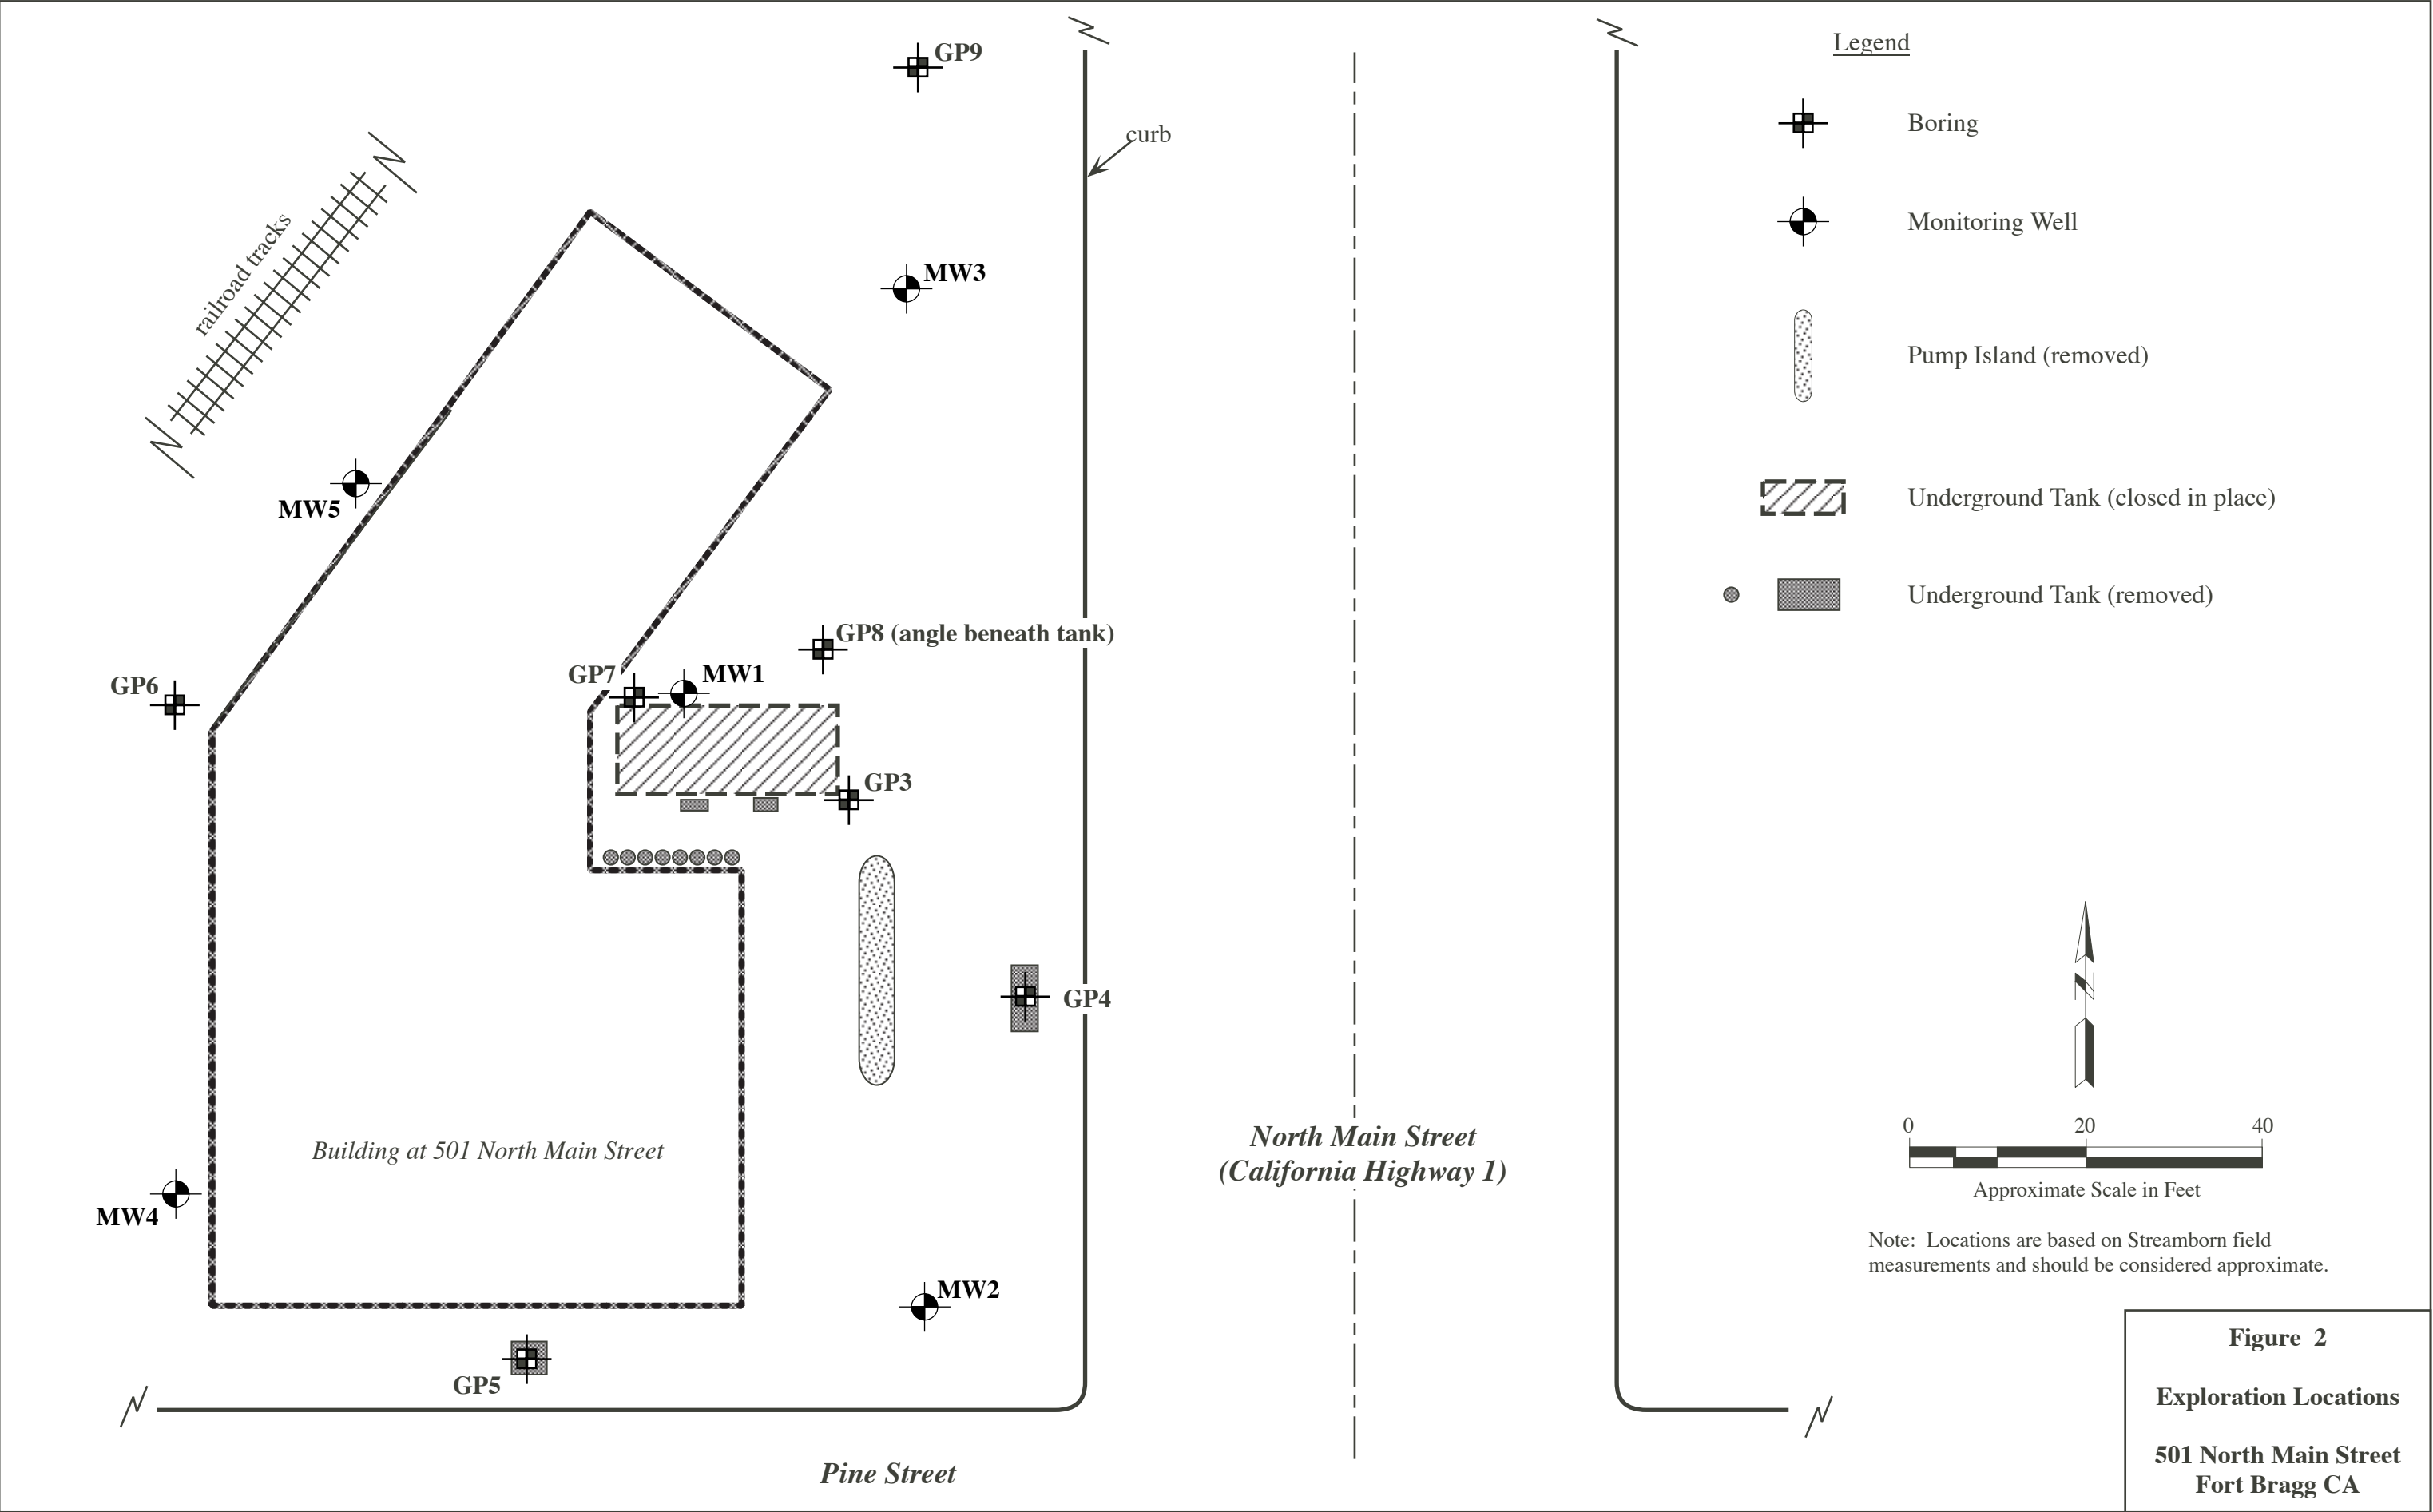 GP9
curb
railroad tracks
MW3
MW5
GP8 (angle beneath tank)
GP7
MW1
GP6
GP3
GP4
Building at 501 North Main Street
North Main Street
(California Highway 1)
MW4
MW2
GP5
Pine Street
Legend
Boring
Monitoring Well
Pump Island (removed)
Underground Tank (closed in place)
Underground Tank (removed)
N
0 20 40
Approximate Scale in Feet
Note: Locations are based on Streamborn field
measurements and should be considered approximate.
Figure 2
Exploration Locations
501 North Main Street
Fort Bragg CA